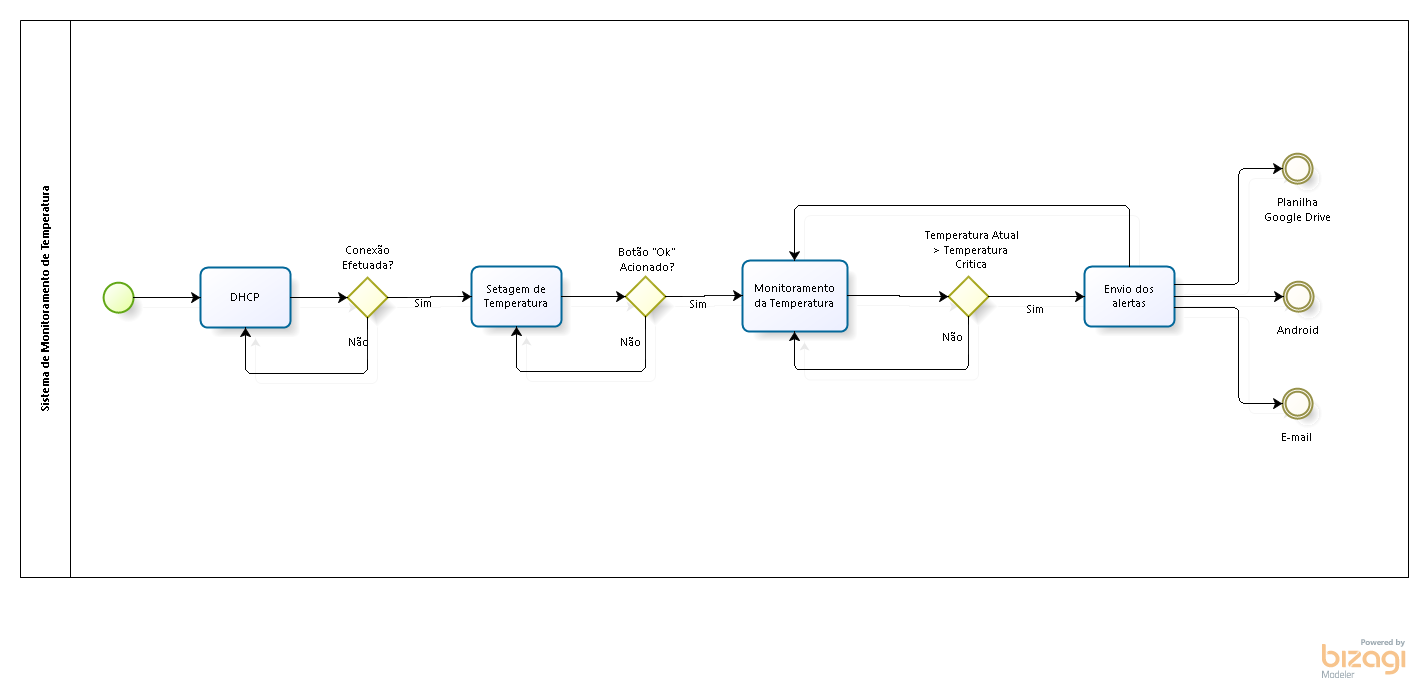 Sistema de Monitoramento de Temperatura
DHCP
Conexão
Efetuada?
Sim
Não
Setagem de
Temperatura
Botão "Ok"
Acionado?
Sim
Não
Monitoramento
da Temperatura
Temperatura Atual
> Temperatura
Critica
Sim
Não
Envio dos
alertas
Planilha
Google Drive
Android
E-mail
Powered by
bizagi
Modeler